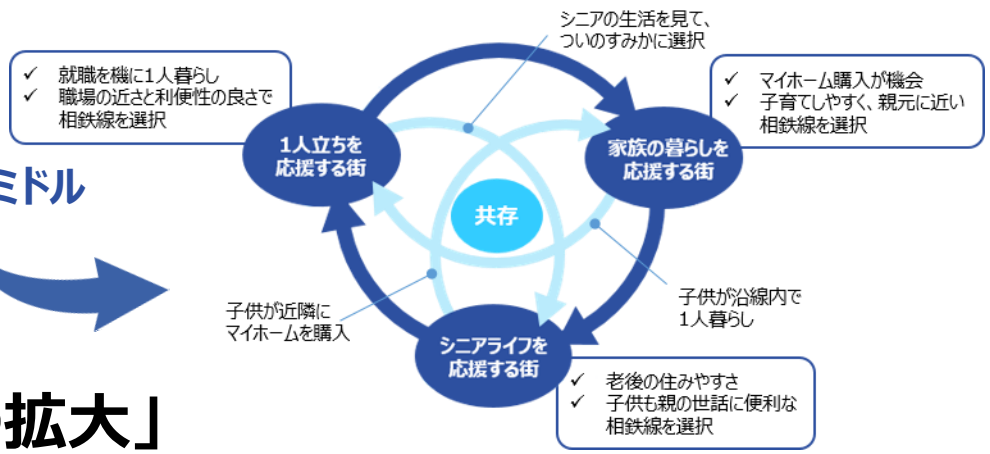 シニアの生活を見て、
ついのすみかに選択
✓ 就職を機に1人暮らし
✓ 職場の近さと利便性の良さで
相鉄線を選択
✓ マイホーム購入が機会
✓ 子育てしやすく、親元に近い
相鉄線を選択
1人立ちを
応援する街
家族の暮らしを
応援する街
ミドル
共存
子供が近隣に
マイホームを購入
子供が沿線内で
1人暮らし
シニアライフを
応援する街
✓ 老後の住みやすさ
✓ 子供も親の世話に便利な
相鉄線を選択
拡大」